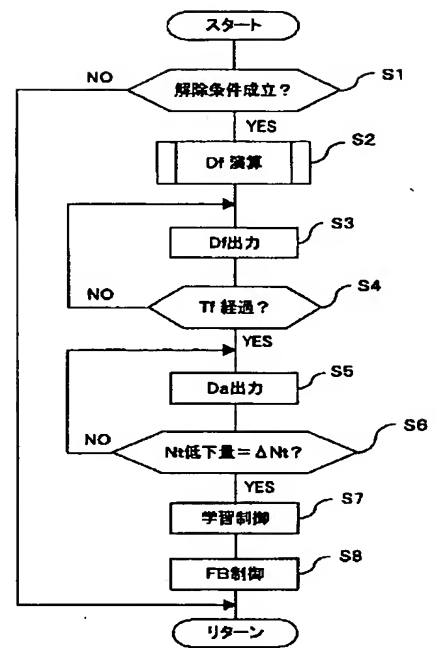 スタート
NO
解除条件成立?
S1
YES
S2
Df 演算
S3
Df出力
NO
Tf 経過?
S4
YES
S5
Da出力
S6
NO
Nt低下量=ΔNt?
YES
S7
学習制御
S8
FB制御
リターン